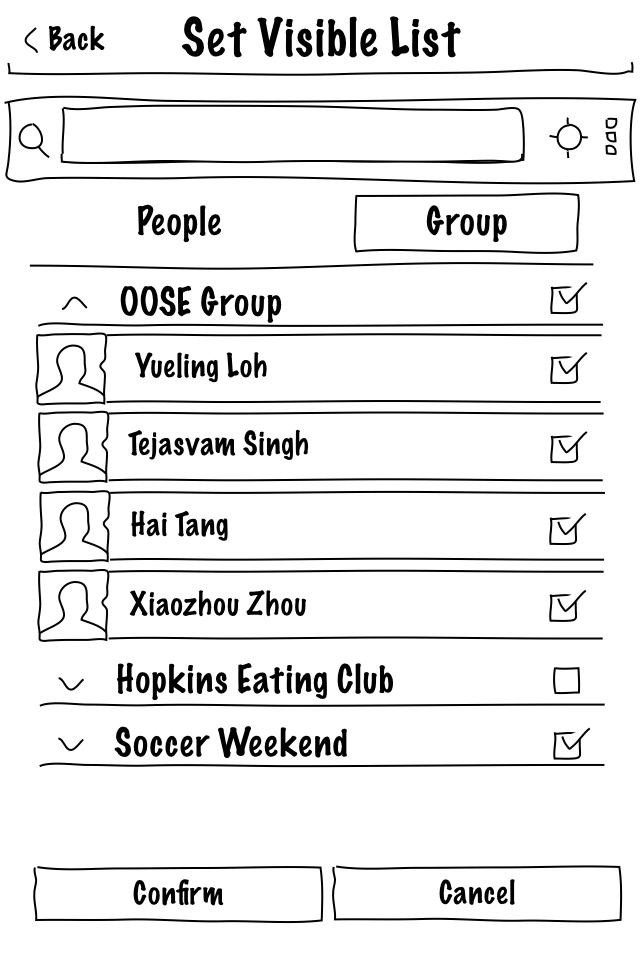 Back Set Visible List
People Group
OOSE Group
Yueling Loh
Tejasvam Singh
Hai Tang
Xiaozhou Zhou
Hopkins Eating Club
Soccer Weekend
Confirm Cancel